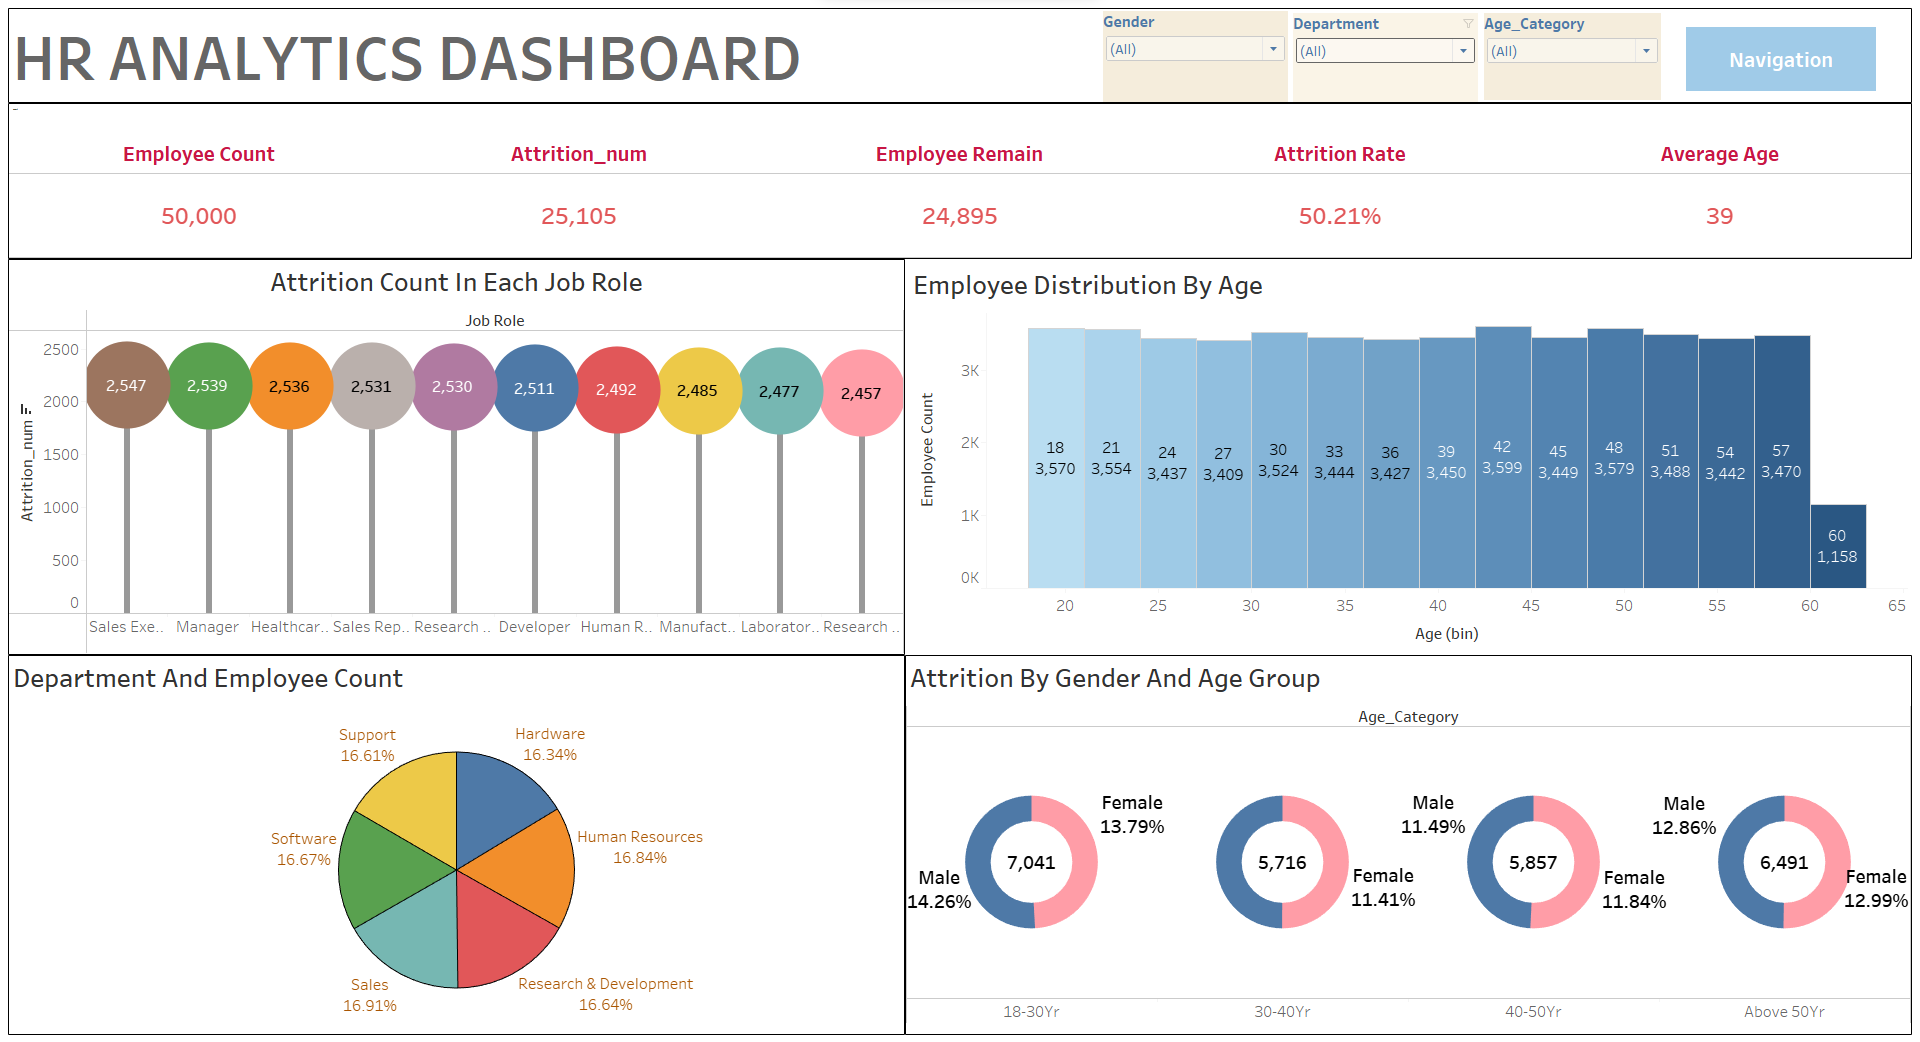 HR ANALYTICS DASHBOARD
Gender
(All)
Department
(All)
Age_Category
(All)
Navigation
Employee Count
Attrition_num
Employee Remain
Attrition Rate
Average Age
50,000
25,105
24,895
50.21%
39
Attrition Count In Each Job Role
Job Role
Attrition_num
2500
2000
1500
1000
500
0
2,547
2,539
2,536
2,531
2,530
2,511
2,492
2,485
2,477
2,457
Sales Exe..
Manager
Healthcar..
Sales Rep..
Research ..
Developer
Human R..
Manufact..
Laborator..
Research ..
Employee Distribution By Age
Employee Count
3K
2K
1K
0K
18
3,570
21
3,554
24
3,437
27
3,409
30
3,524
33
3,444
36
3,427
39
3,450
42
3,599
45
3,449
48
3,579
51
3,488
54
3,442
57
3,470
60
1,158
20
25
30
35
40
45
50
55
60
65
Age (bin)
Department And Employee Count
Support
16.61%
Hardware
16.34%
Software
16.67%
Human Resources
16.84%
Sales
16.91%
Research & Development
16.64%
Attrition By Gender And Age Group
Age_Category
Female
13.79%
7,041
Male
14.26%
5,716
Female
11.41%
Male
11.49%
5,857
Female
11.84%
Male
12.86%
6,491
Female
12.99%
18-30Yr
30-40Yr
40-50Yr
Above 50Yr